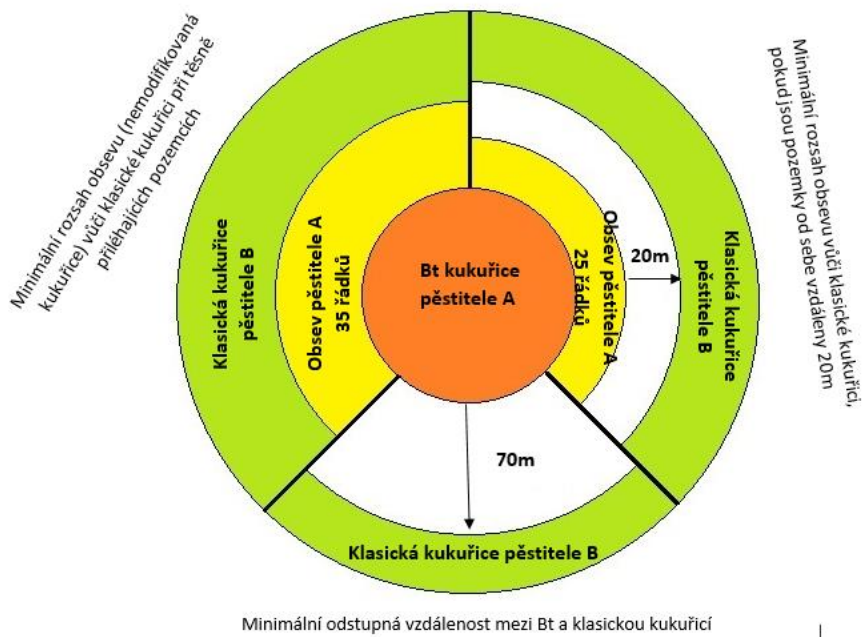 Minimální rozsah obsevu (nemodifikovaná
kukuřice) vůči klasické kukuřici při těsně
přiléhajících pozemcích
Klasická kukuřice
pěstitele B
Obsev pěstitele A
35 řádků
Bt kukuřice
pěstitele A
Obsev pěstitele A
25 řádků
20m
Klasická kukuřice
pěstitele B
Minimální rozsah obsevu vůči klasické kukuřici,
pokud jsou pozemky od sebe vzdáleny 20m
70m
Klasická kukuřice pěstitele B
Minimální odstupná vzdálenost mezi Bt a klasickou kukuřicí